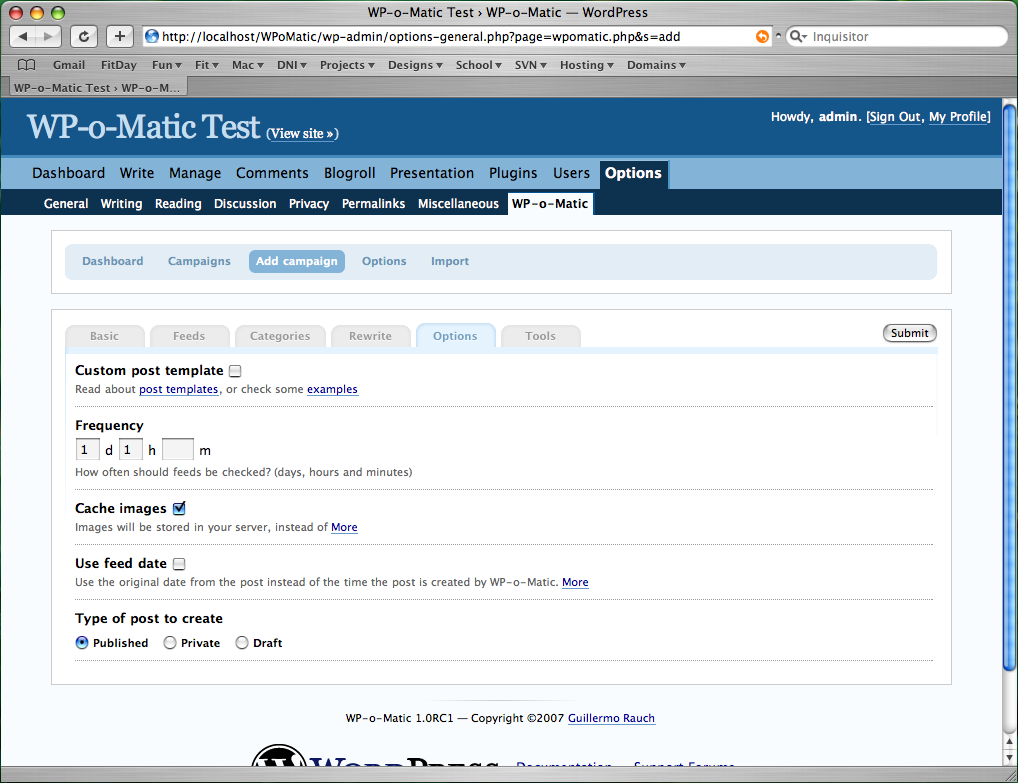 WP-o-Matic Test › WP-o-Matic — WordPress
http://localhost/WPoMatic/wp-admin/options-general.php?page=wpomatic.php&s=add
Inquisitor
Gmail FitDay Fun Fit Mac DNI Projects Designs School SVN Hosting Domains
WP-o-Matic Test › WP-o-M...
WP-o-Matic Test (View site »)
Howdy, admin. [Sign Out, My Profile]
Dashboard Write Manage Comments Blogroll Presentation Plugins Users Options
General Writing Reading Discussion Privacy Permalinks Miscellaneous WP-o-Matic
Dashboard Campaigns Add campaign Options Import
Basic Feeds Categories Rewrite Options Tools Submit
Custom post template
Read about post templates, or check some examples
Frequency
1 d 1 h m
How often should feeds be checked? (days, hours and minutes)
Cache images
Images will be stored in your server, instead of More
Use feed date
Use the original date from the post instead of the time the post is created by WP-o-Matic. More
Type of post to create
Published Private Draft
WP-o-Matic 1.0RC1 — Copyright ©2007 Guillermo Rauch
WORDPRESS Documentation Support Forums